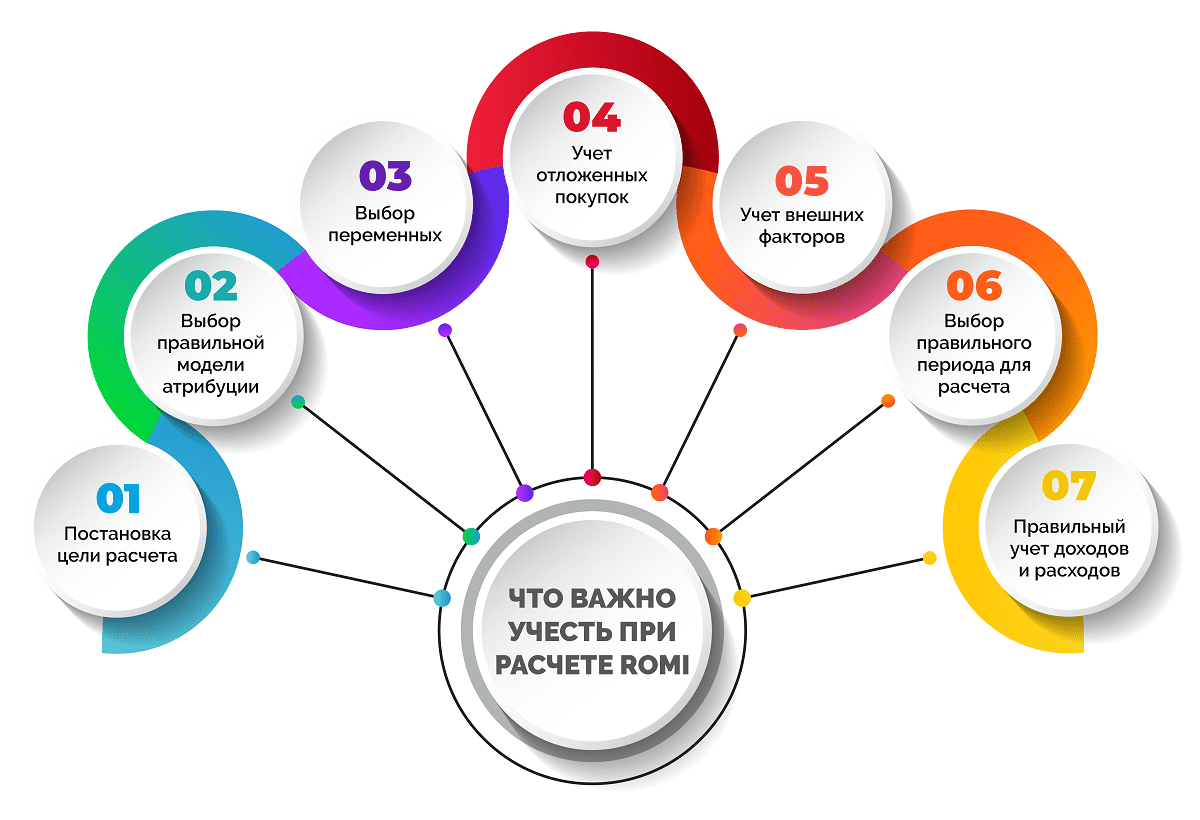 01
Постановка
цели расчета
02
Выбор
правильной
модели
атрибуции
03
Выбор
переменных
04
Учет
отложенных
покупок
05
Учет внешних
факторов
06
Выбор
правильного
периода для
расчета
07
Правильный
учет доходов
и расходов
ЧТО ВАЖНО
УЧЕСТЬ ПРИ
РАСЧЕТЕ ROMI